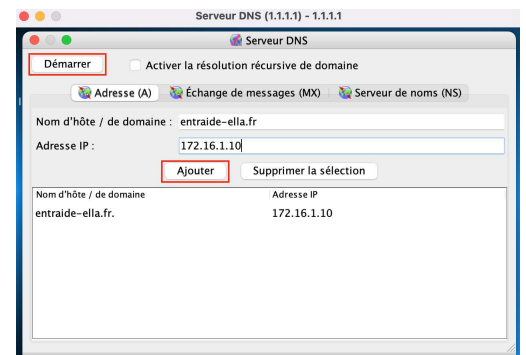 Serveur DNS (1.1.1.1) - 1.1.1.1
Serveur DNS
Démarrer
Activer la résolution récursive de domaine
Adresse (A)
Échange de messages (MX)
Serveur de noms (NS)
Nom d'hôte / de domaine : entraide-ella.fr
Adresse IP : 172.16.1.10
Ajouter
Supprimer la sélection
Nom d'hôte / de domaine Adresse IP
entraide-ella.fr. 172.16.1.10